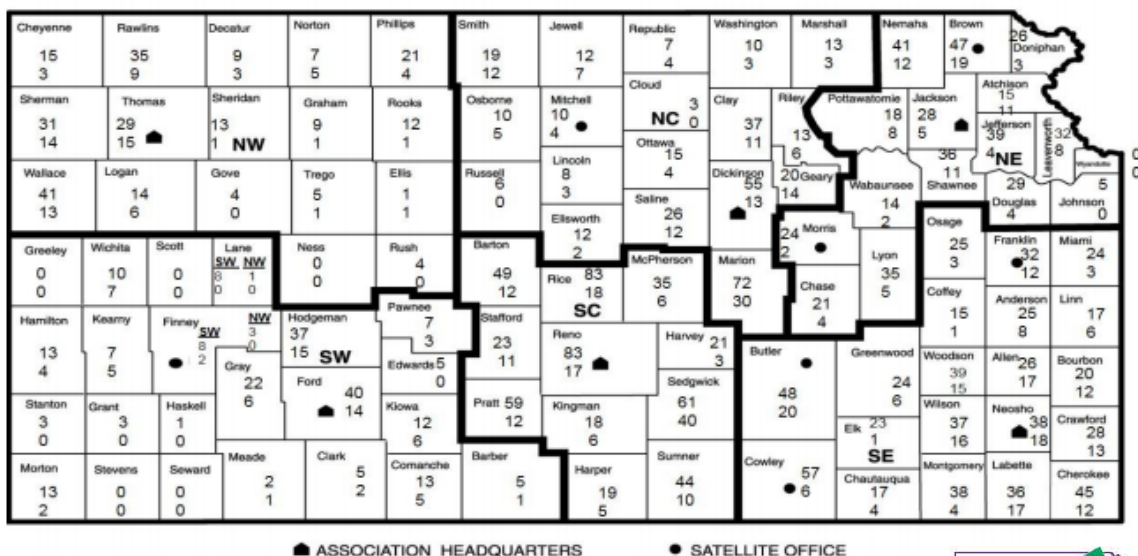 Cheyenne
15
3
Rawlins
35
9
Decatur
9
3
Norton
7
5
Phillips
21
4
Smith
19
12
Jewell
12
7
Republic
7
4
Washington
10
3
Marshall
13
3
Nemaha
41
12
Brown
47
19
26
Doniphan
3
Sherman
31
14
Thomas
29
15
Sheridan
13
1
NW
Graham
9
1
Rooks
12
1
Osborne
10
5
Mitchell
10
4
Cloud
3
0
NC
Clay
37
11
Riley
13
6
Pottawatomie
18
8
Jackson
28
5
Atchison
15
11
Jefferson
39
4
NE
Leavenworth
32
8
Wyandotte
0
0
Wallace
41
13
Logan
14
6
Gove
4
0
Trego
5
1
Ellis
1
1
Russell
6
0
Lincoln
8
3
Ottawa
15
4
Saline
26
12
Dickinson
55
13
20
14
Geary
Wabaunsee
14
2
36
11
Shawnee
29
Douglas
4
5
Johnson
0
Greeley
0
0
Wichita
10
7
Scott
0
0
Lane
SW NW
8 1
0 0
Ness
0
0
Rush
4
0
Barton
49
12
Ellsworth
12
2
Rice
83
18
SC
McPherson
35
6
Marion
72
30
24
Morris
2
Chase
21
4
Lyon
35
5
Osage
25
3
Franklin
32
12
Miami
24
3
Hamilton
13
4
Kearny
7
5
Finney
SW NW
8 3
2 0
Hodgeman
37
15
SW
Pawnee
7
3
Stafford
23
11
Reno
83
17
Harvey
21
3
Butler
48
20
Greenwood
24
6
Coffey
15
1
Anderson
25
8
Linn
17
6
Gray
22
6
Ford
40
14
Edwards
5
0
Kiowa
12
6
Pratt
59
12
Kingman
18
6
Sedgwick
61
40
Woodson
39
15
Allen
26
17
Bourbon
20
12
Stanton
3
0
Grant
3
0
Haskell
1
0
Elk
23
1
SE
Wilson
37
16
Neosho
38
18
Crawford
28
13
Morton
13
2
Stevens
0
0
Seward
0
0
Meade
2
1
Clark
5
2
Comanche
13
5
Barber
5
1
Harper
19
5
Sumner
44
10
Cowley
57
6
Chautauqua
17
4
Montgomery
38
4
Labette
36
17
Cherokee
45
12
ASSOCIATION HEADQUARTERS
SATELLITE OFFICE